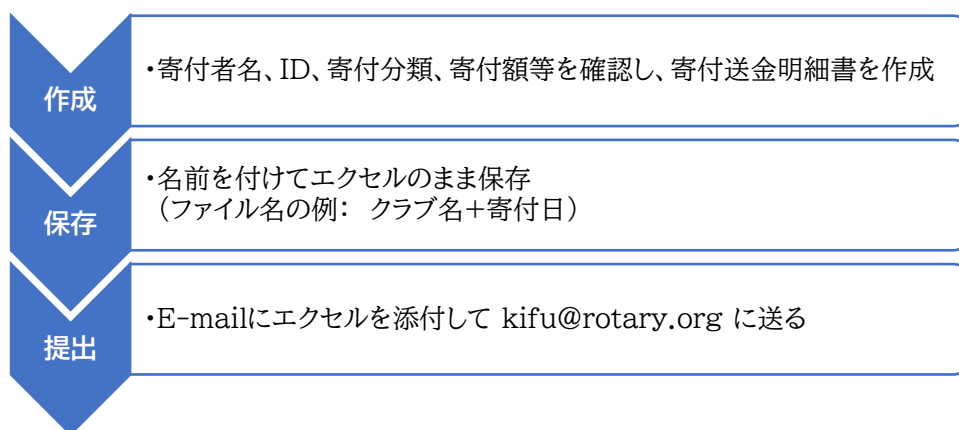 作成
・寄付者名、ID、寄付分類、寄付額等を確認し、寄付送金明細書を作成
保存
・名前を付けてエクセルのまま保存
（ファイル名の例：　クラブ名＋寄付日）
提出
・E-mailにエクセルを添付して kifu@rotary.org に送る